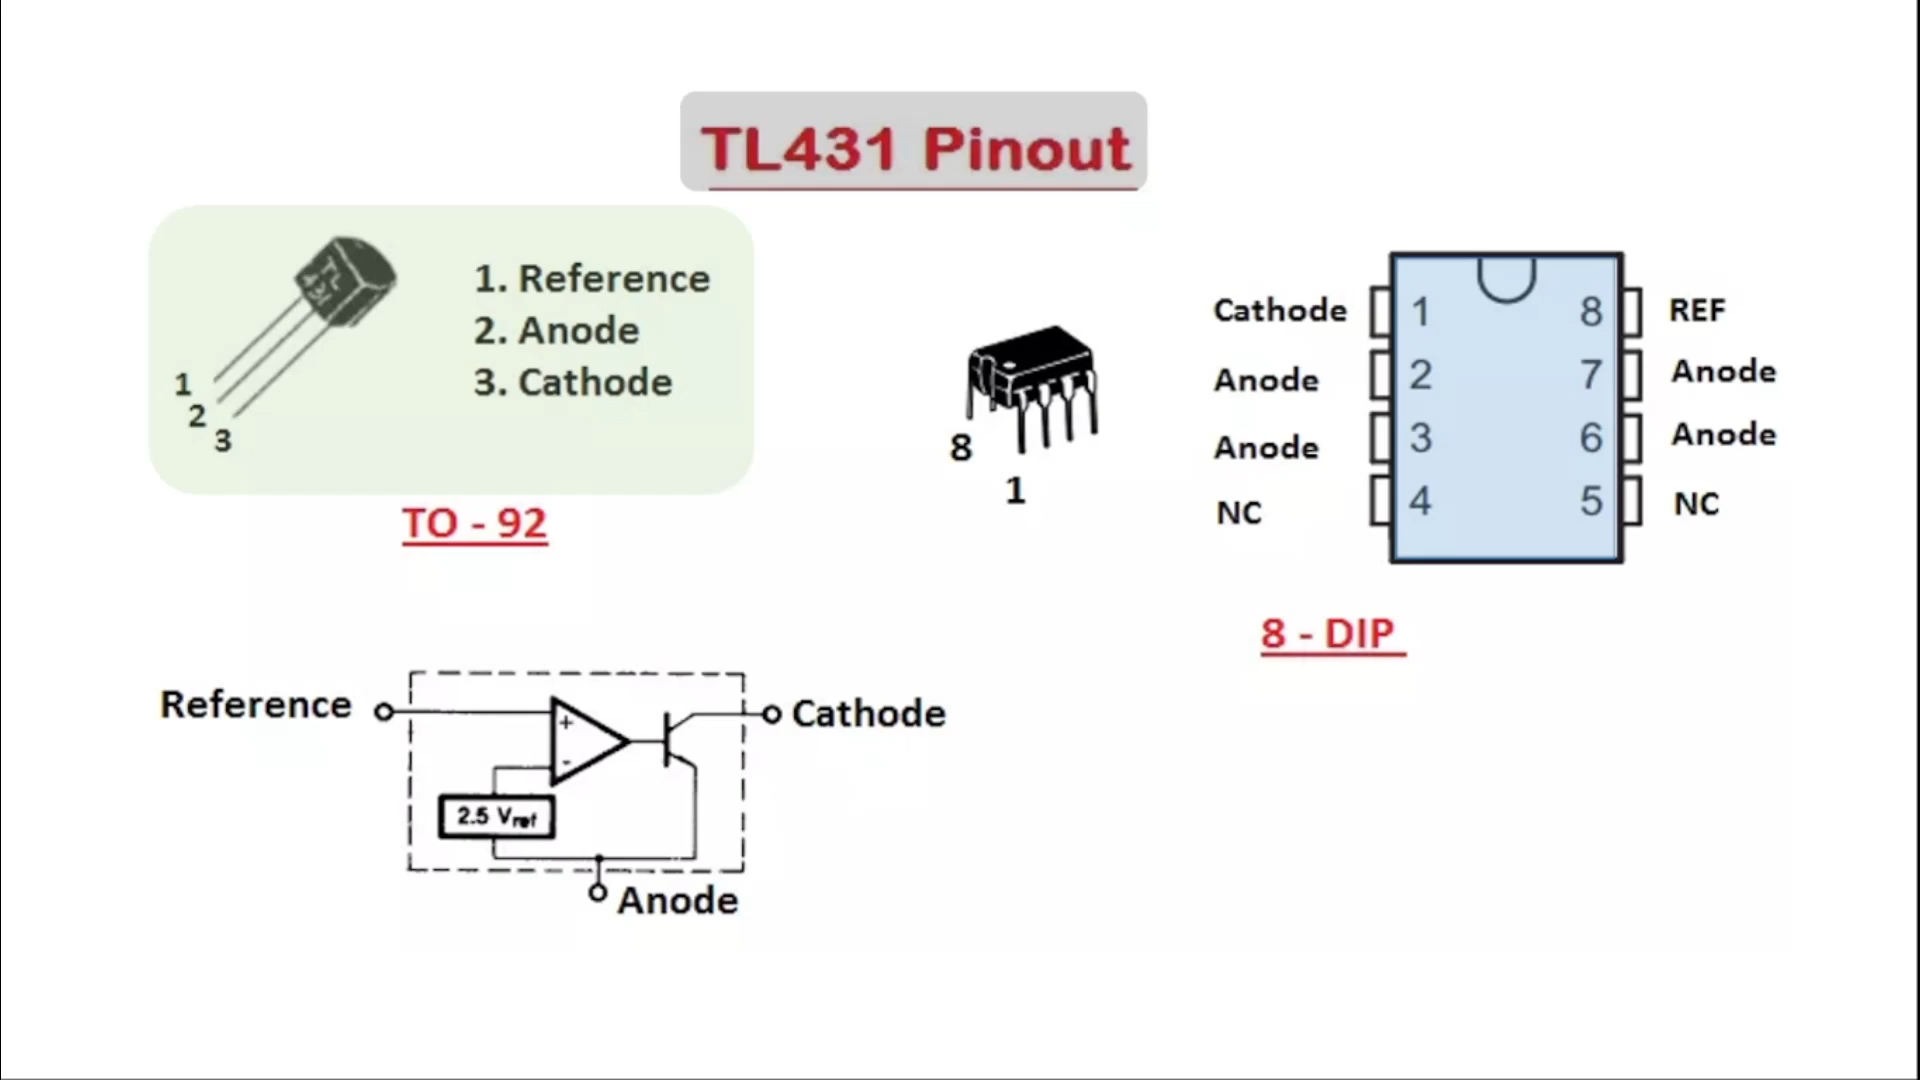 TL431 Pinout
1. Reference
2. Anode
3. Cathode
TL
431
1
2
3
TO - 92
8
1
Cathode 1 8 REF
Anode 2 7 Anode
Anode 3 6 Anode
NC 4 5 NC
8 - DIP
Reference + Cathode
-
2.5 Vref
Anode